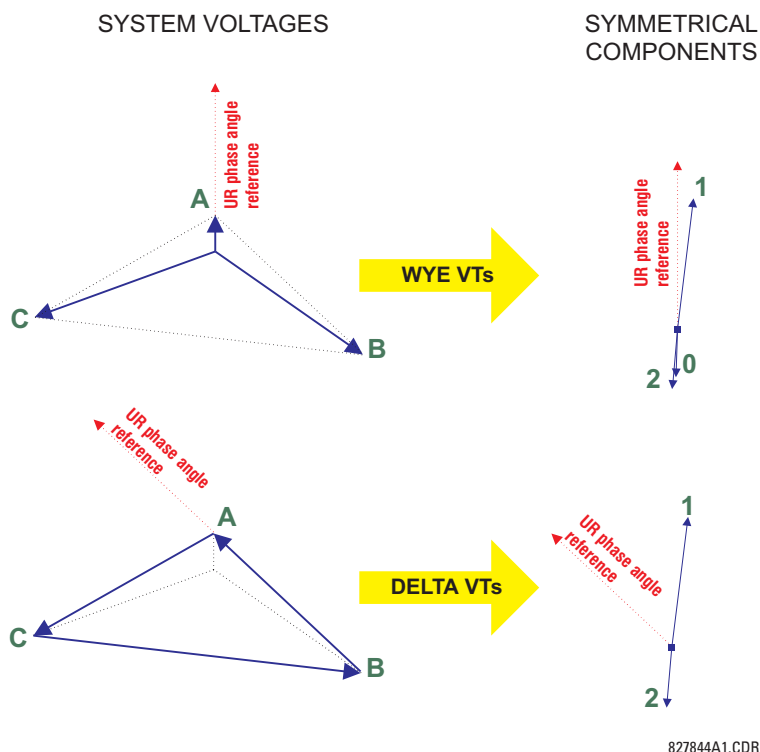 SYSTEM VOLTAGES
SYMMETRICAL
COMPONENTS
UR phase angle
reference
A
C
B
WYE VTs
UR phase angle
reference
1
2
0
UR phase angle
reference
A
C
B
DELTA VTs
UR phase angle
reference
1
2
827844A1.CDR